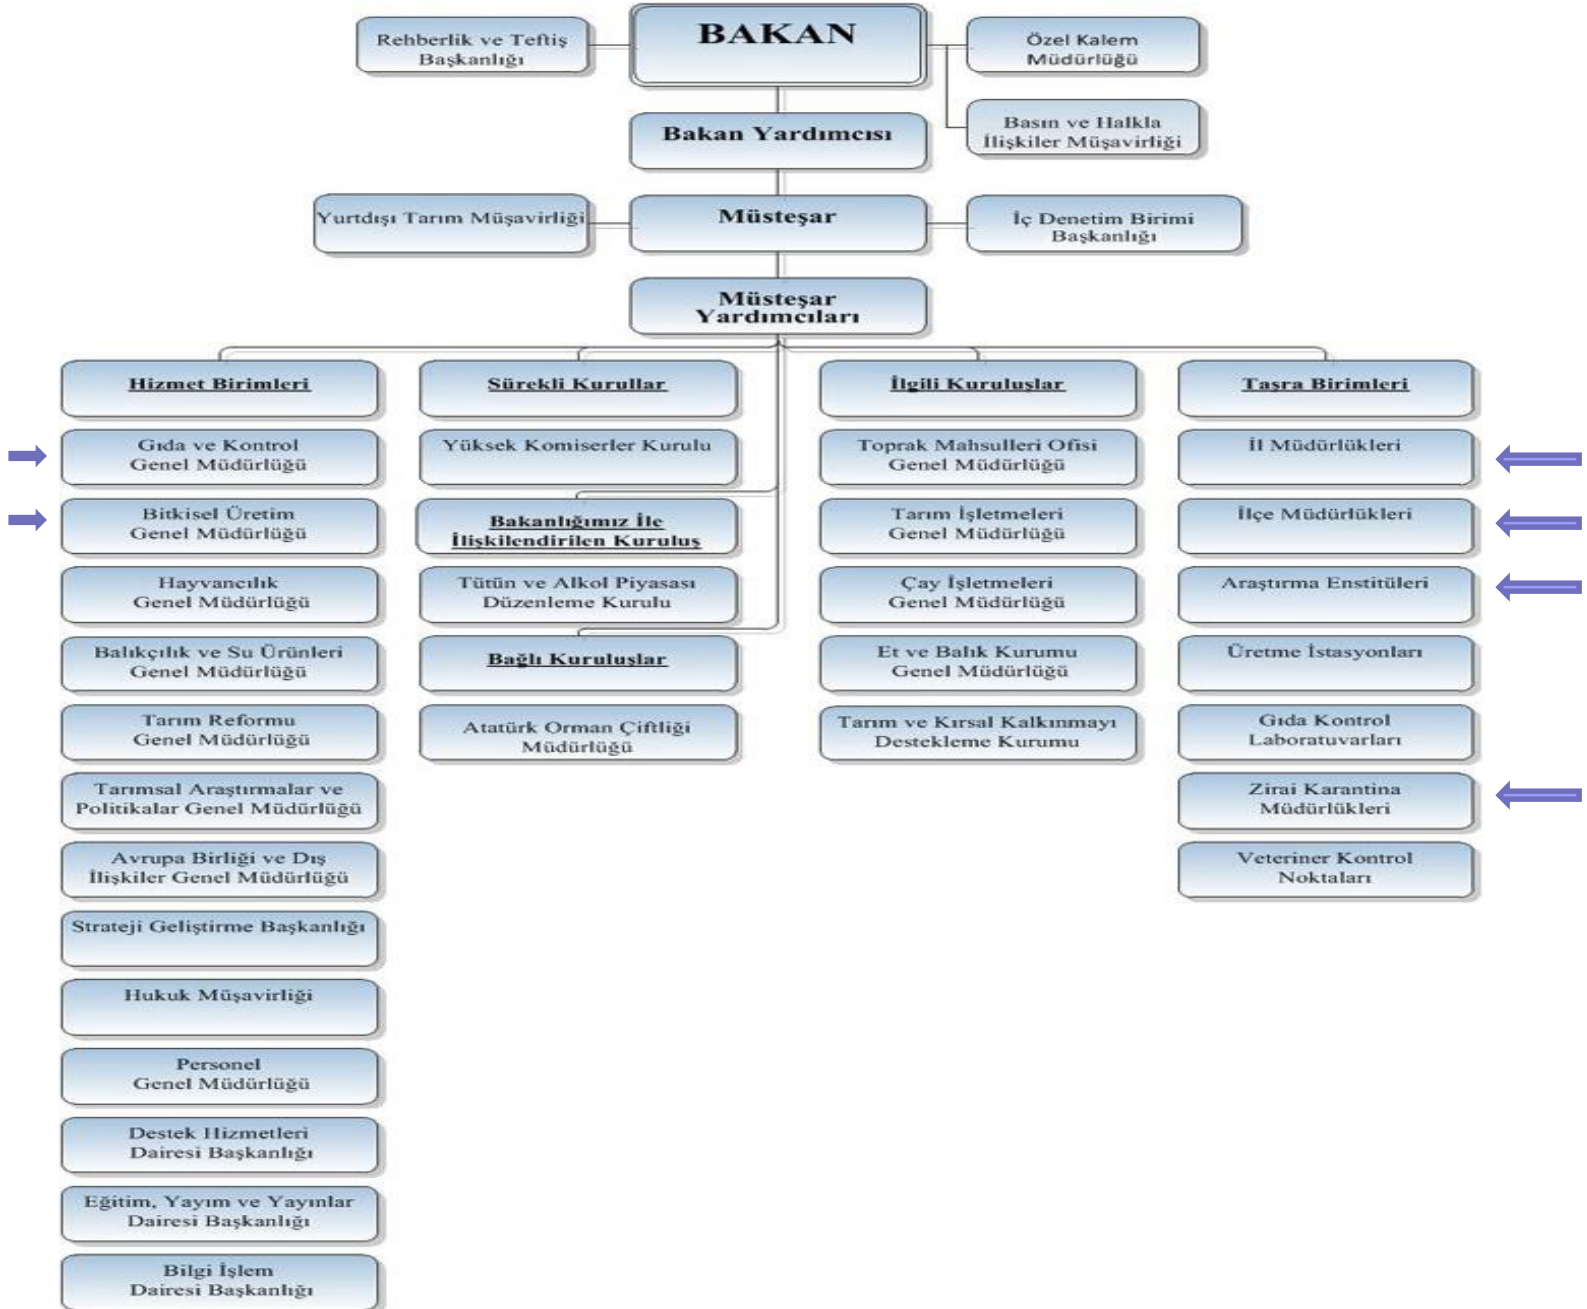 BAKAN
Rehberlik ve Teftiş
Başkanlığı
Özel Kalem
Müdürlüğü
Basın ve Halkla
İlişkiler Müşavirliği
Bakan Yardımcısı
Yurtdışı Tarım Müşavirliği
Müsteşar
İç Denetim Birimi
Başkanlığı
Müsteşar
Yardımcıları
Hizmet Birimleri
Gıda ve Kontrol
Genel Müdürlüğü
Bitkisel Üretim
Genel Müdürlüğü
Hayvancılık
Genel Müdürlüğü
Balıkçılık ve Su Ürünleri
Genel Müdürlüğü
Tarım Reformu
Genel Müdürlüğü
Tarımsal Araştırmalar ve
Politikalar Genel Müdürlüğü
Avrupa Birliği ve Dış
İlişkiler Genel Müdürlüğü
Strateji Geliştirme Başkanlığı
Hukuk Müşavirliği
Personel
Genel Müdürlüğü
Destek Hizmetleri
Dairesi Başkanlığı
Eğitim, Yayım ve Yayınlar
Dairesi Başkanlığı
Bilgi İşlem
Dairesi Başkanlığı
Sürekli Kurullar
Yüksek Komiserler Kurulu
Bakanlığımız İle
İlişkilendirilen Kuruluş
Tütün ve Alkol Piyasası
Düzenleme Kurulu
Bağlı Kuruluşlar
Atatürk Orman Çiftliği
Müdürlüğü
İlgili Kuruluşlar
Toprak Mahsulleri Ofisi
Genel Müdürlüğü
Tarım İşletmeleri
Genel Müdürlüğü
Çay İşletmeleri
Genel Müdürlüğü
Et ve Balık Kurumu
Genel Müdürlüğü
Tarım ve Kırsal Kalkınmayı
Destekleme Kurumu
Taşra Birimleri
İl Müdürlükleri
İlçe Müdürlükleri
Araştırma Enstitüleri
Üretme İstasyonları
Gıda Kontrol
Laboratuvarları
Zirai Karantina
Müdürlükleri
Veteriner Kontrol
Noktaları